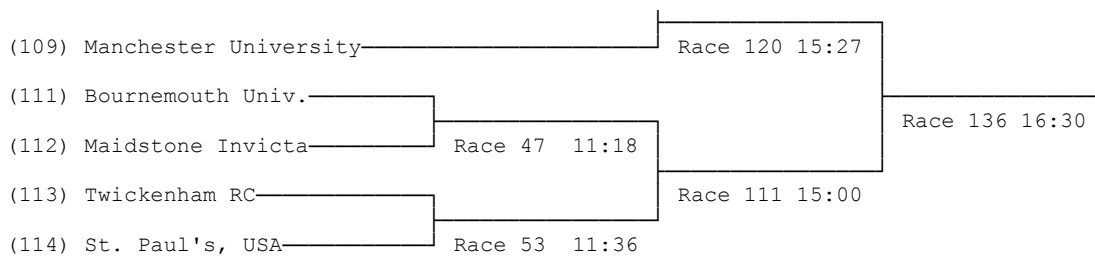 (109) Manchester University Race 120 15:27
(111) Bournemouth Univ.
Race 136 16:30
(112) Maidstone Invicta Race 47 11:18
(113) Twickenham RC Race 111 15:00
(114) St. Paul's, USA Race 53 11:36